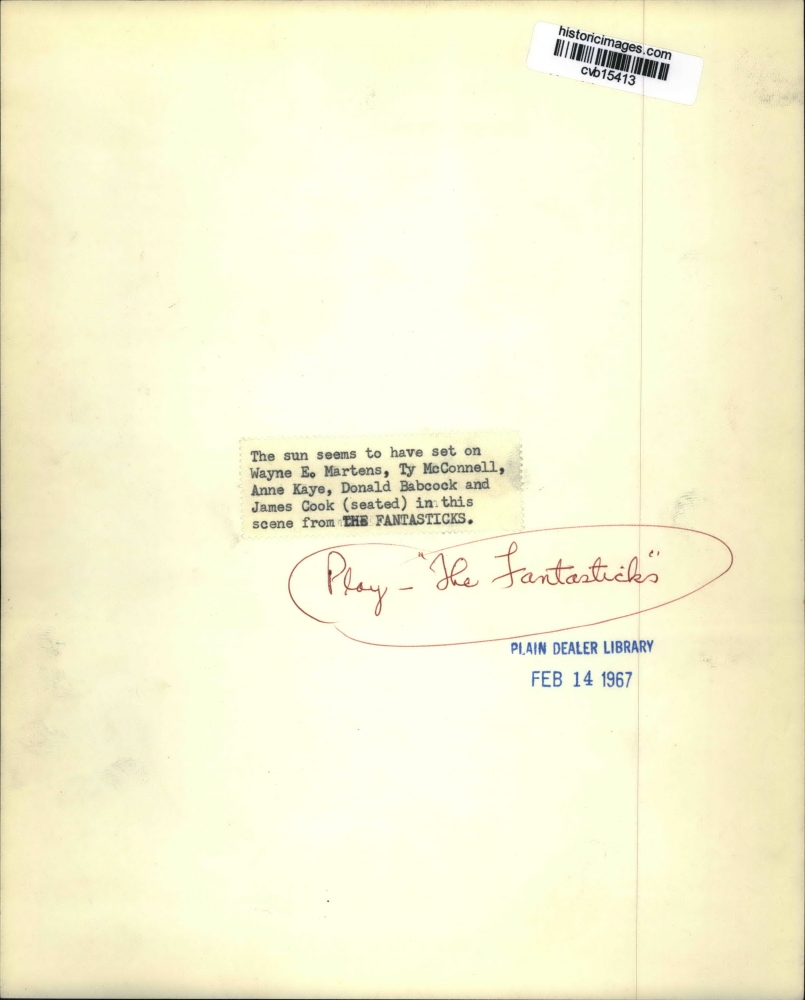 historicimages.com
cvb15413
The sun seems to have set on
Wayne E. Martens, Ty McConnell,
Anne Kaye, Donald Babcock and
James Cook (seated) in this
scene from THE FANTASTICKS.
Play - "The Fantasticks"
PLAIN DEALER LIBRARY
FEB 14 1967